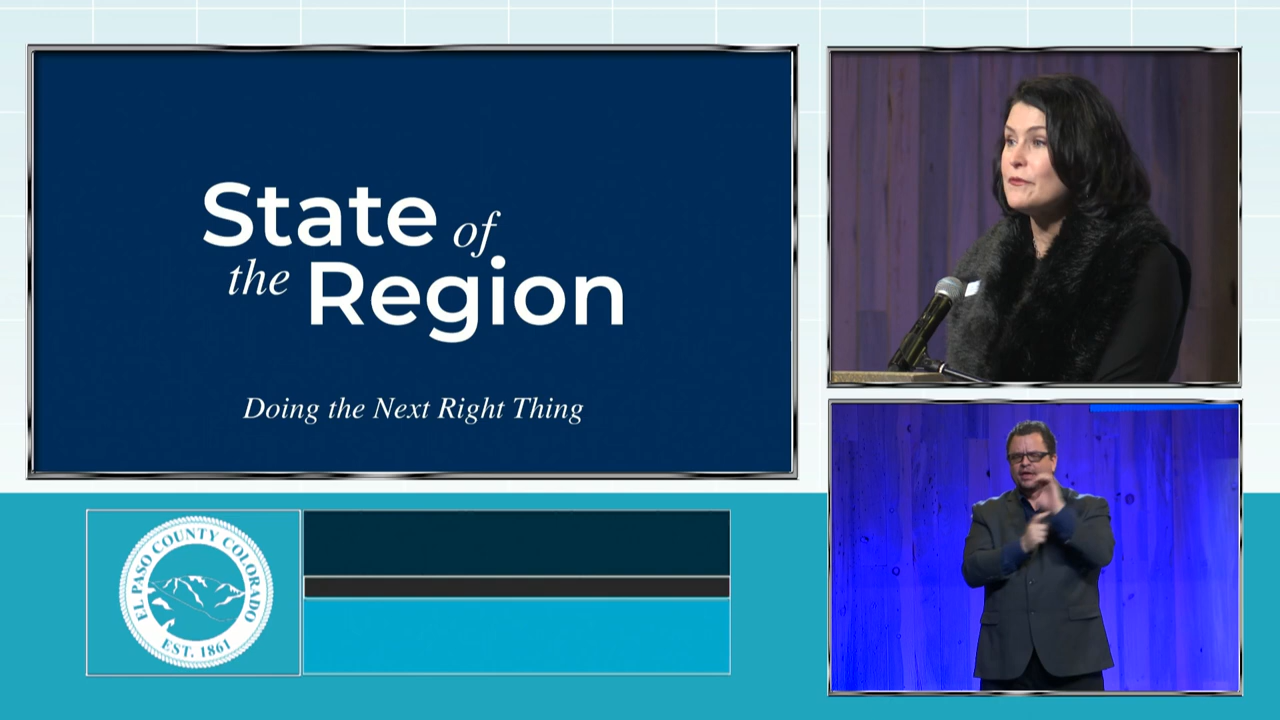 State of
the Region
Doing the Next Right Thing
EL PASO COUNTY COLORADO
EST. 1861